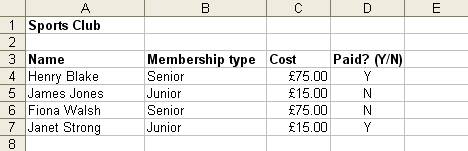 A B C D E
1 Sports Club
2
3 Name Membership type Cost Paid? (Y/N)
4 Henry Blake Senior £75.00 Y
5 James Jones Junior £15.00 N
6 Fiona Walsh Senior £75.00 N
7 Janet Strong Junior £15.00 Y
8